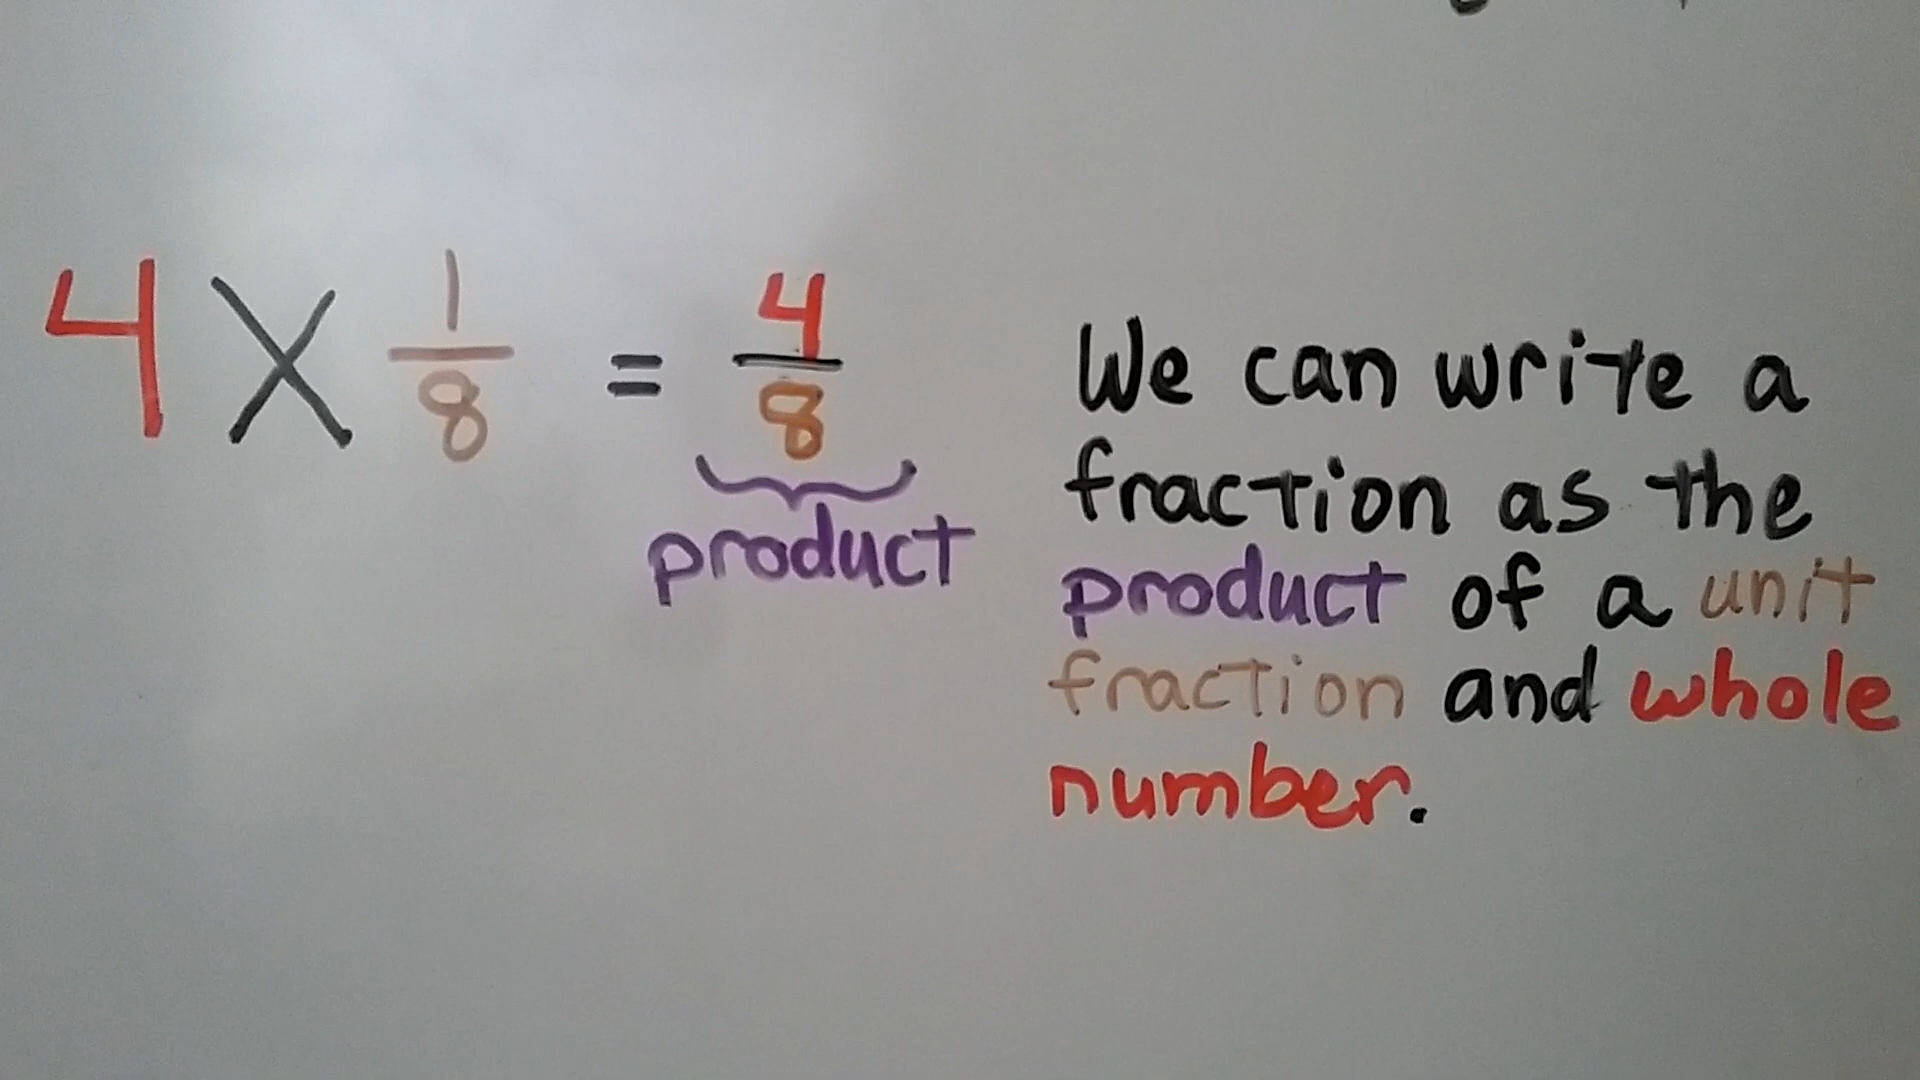 4 X 1/8 = 4/8
product
We can write a
fraction as the
product of a unit
fraction and whole
number.